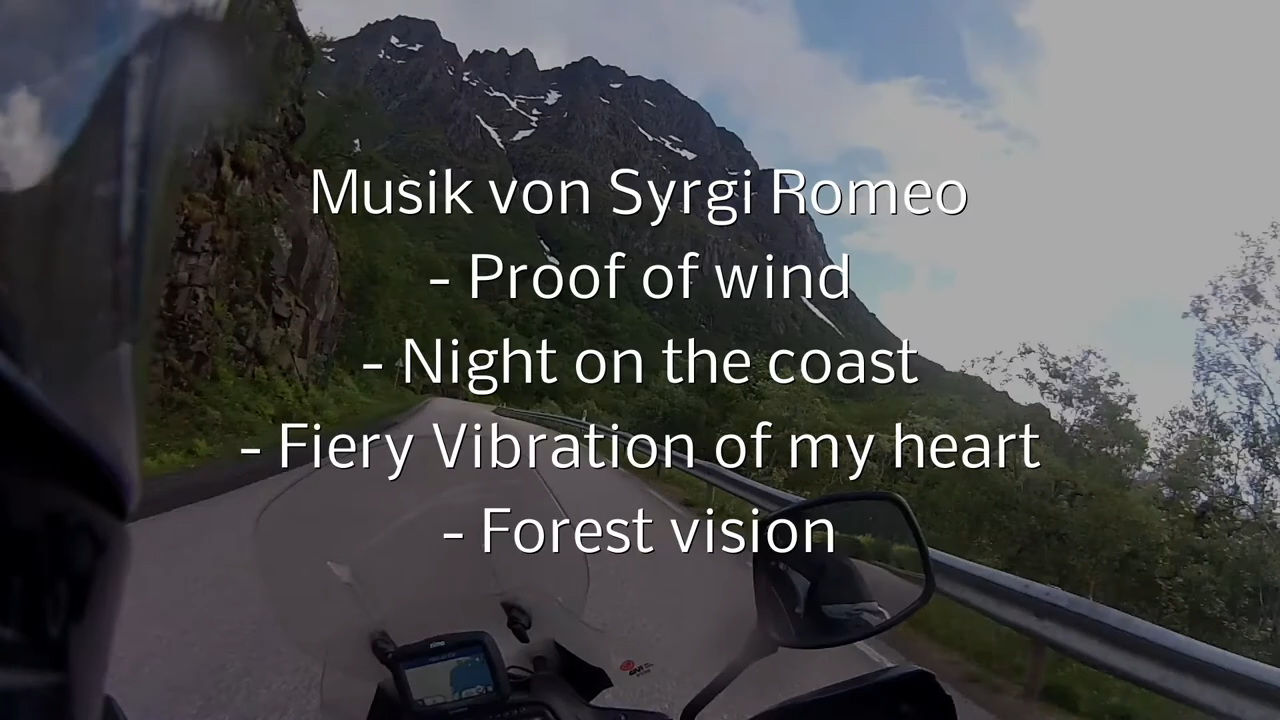 Musik von Syrgi Romeo
- Proof of wind
- Night on the coast
- Fiery Vibration of my heart
- Forest vision